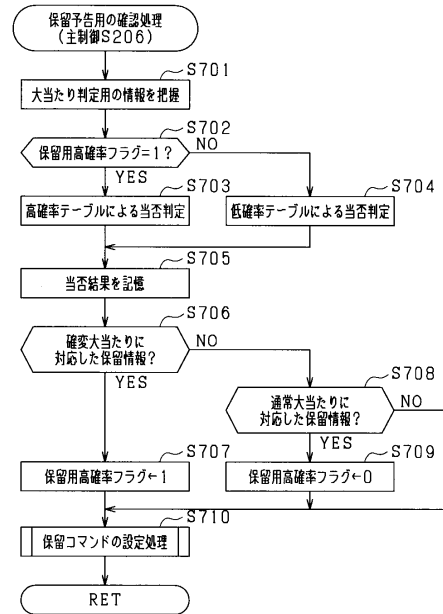 保留予告用の確認処理
(主制御S206)
S701
大当たり判定用の情報を把握
S702
保留用高確率フラグ=1?
NO
YES
S703
高確率テーブルによる当否判定
S704
低確率テーブルによる当否判定
S705
当否結果を記憶
S706
確変大当たりに
対応した保留情報?
NO
YES
S708
通常大当たりに
対応した保留情報?
NO
YES
S707
保留用高確率フラグ←1
S709
保留用高確率フラグ←0
S710
保留コマンドの設定処理
RET